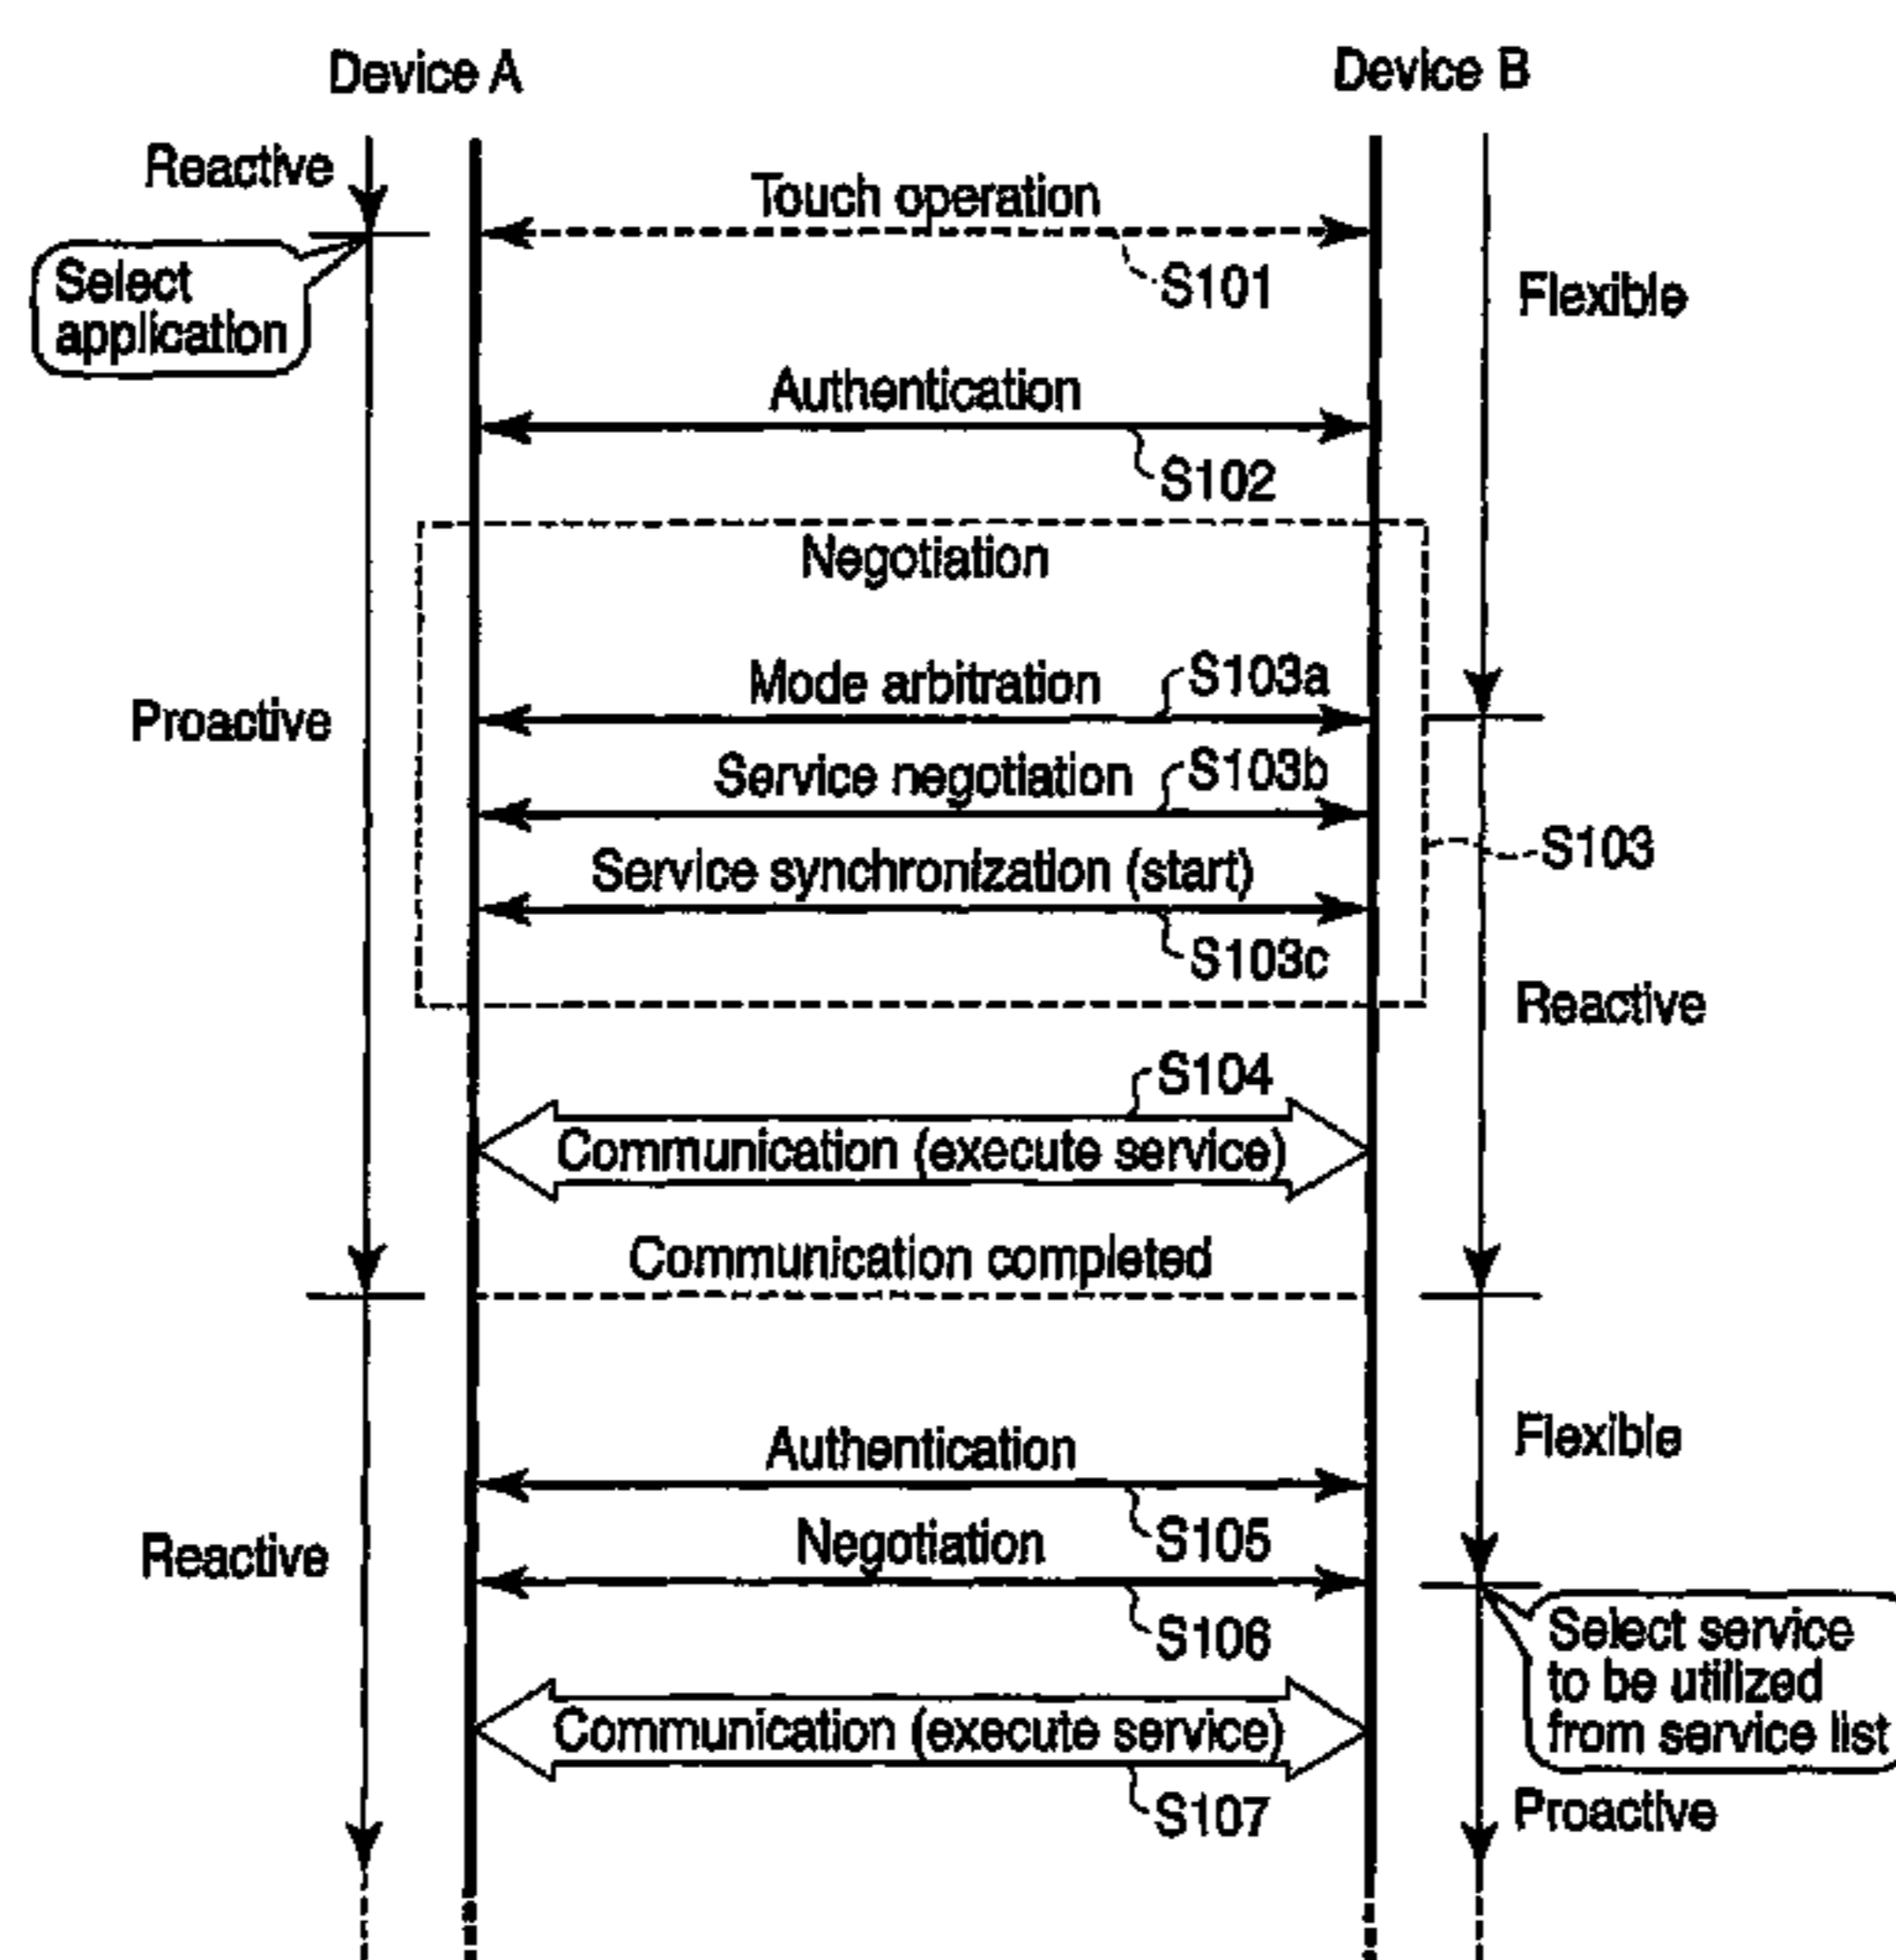 Device A
Device B
Reactive
Touch operation
S101
Select
application
Flexible
Authentication
S102
Negotiation
Mode arbitration
S103a
Proactive
Service negotiation
S103b
S103
Service synchronization (start)
S103c
Reactive
S104
Communication (execute service)
Communication completed
Flexible
Authentication
S105
Reactive
Negotiation
S106
Select service
to be utilized
from service list
Communication (execute service)
S107
Proactive